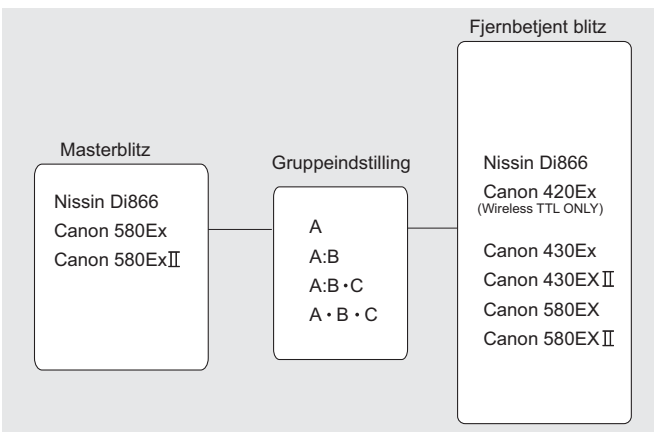 Masterblitz
Nissin Di866
Canon 580Ex
Canon 580ExⅡ
Gruppeindstilling
A
A:B
A:B・C
A・B・C
Fjernbetjent blitz
Nissin Di866
Canon 420Ex
(Wireless TTL ONLY)
Canon 430Ex
Canon 430EXⅡ
Canon 580EX
Canon 580EXⅡ